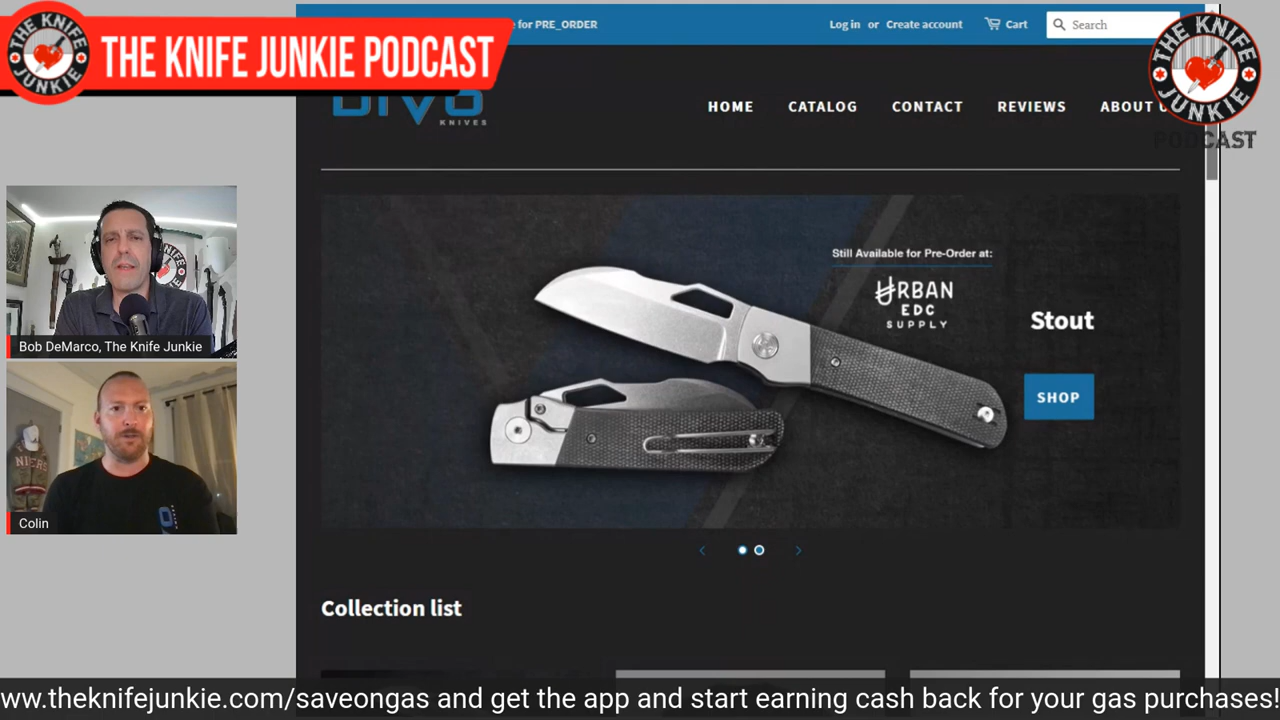 THE KNIFE JUNKIE
THE KNIFE JUNKIE PODCAST
for PRE_ORDER
Log in or Create account
Cart
Search
THE KNIFE JUNKIE
PODCAST
KNIVES
HOME CATALOG CONTACT REVIEWS ABOUT
Still Available for Pre-Order at:
URBAN
EDC
SUPPLY
Stout
SHOP
Bob DeMarco, The Knife Junkie
Colin
Collection list
ww.theknifejunkie.com/saveongas and get the app and start earning cash back for your gas purchases!